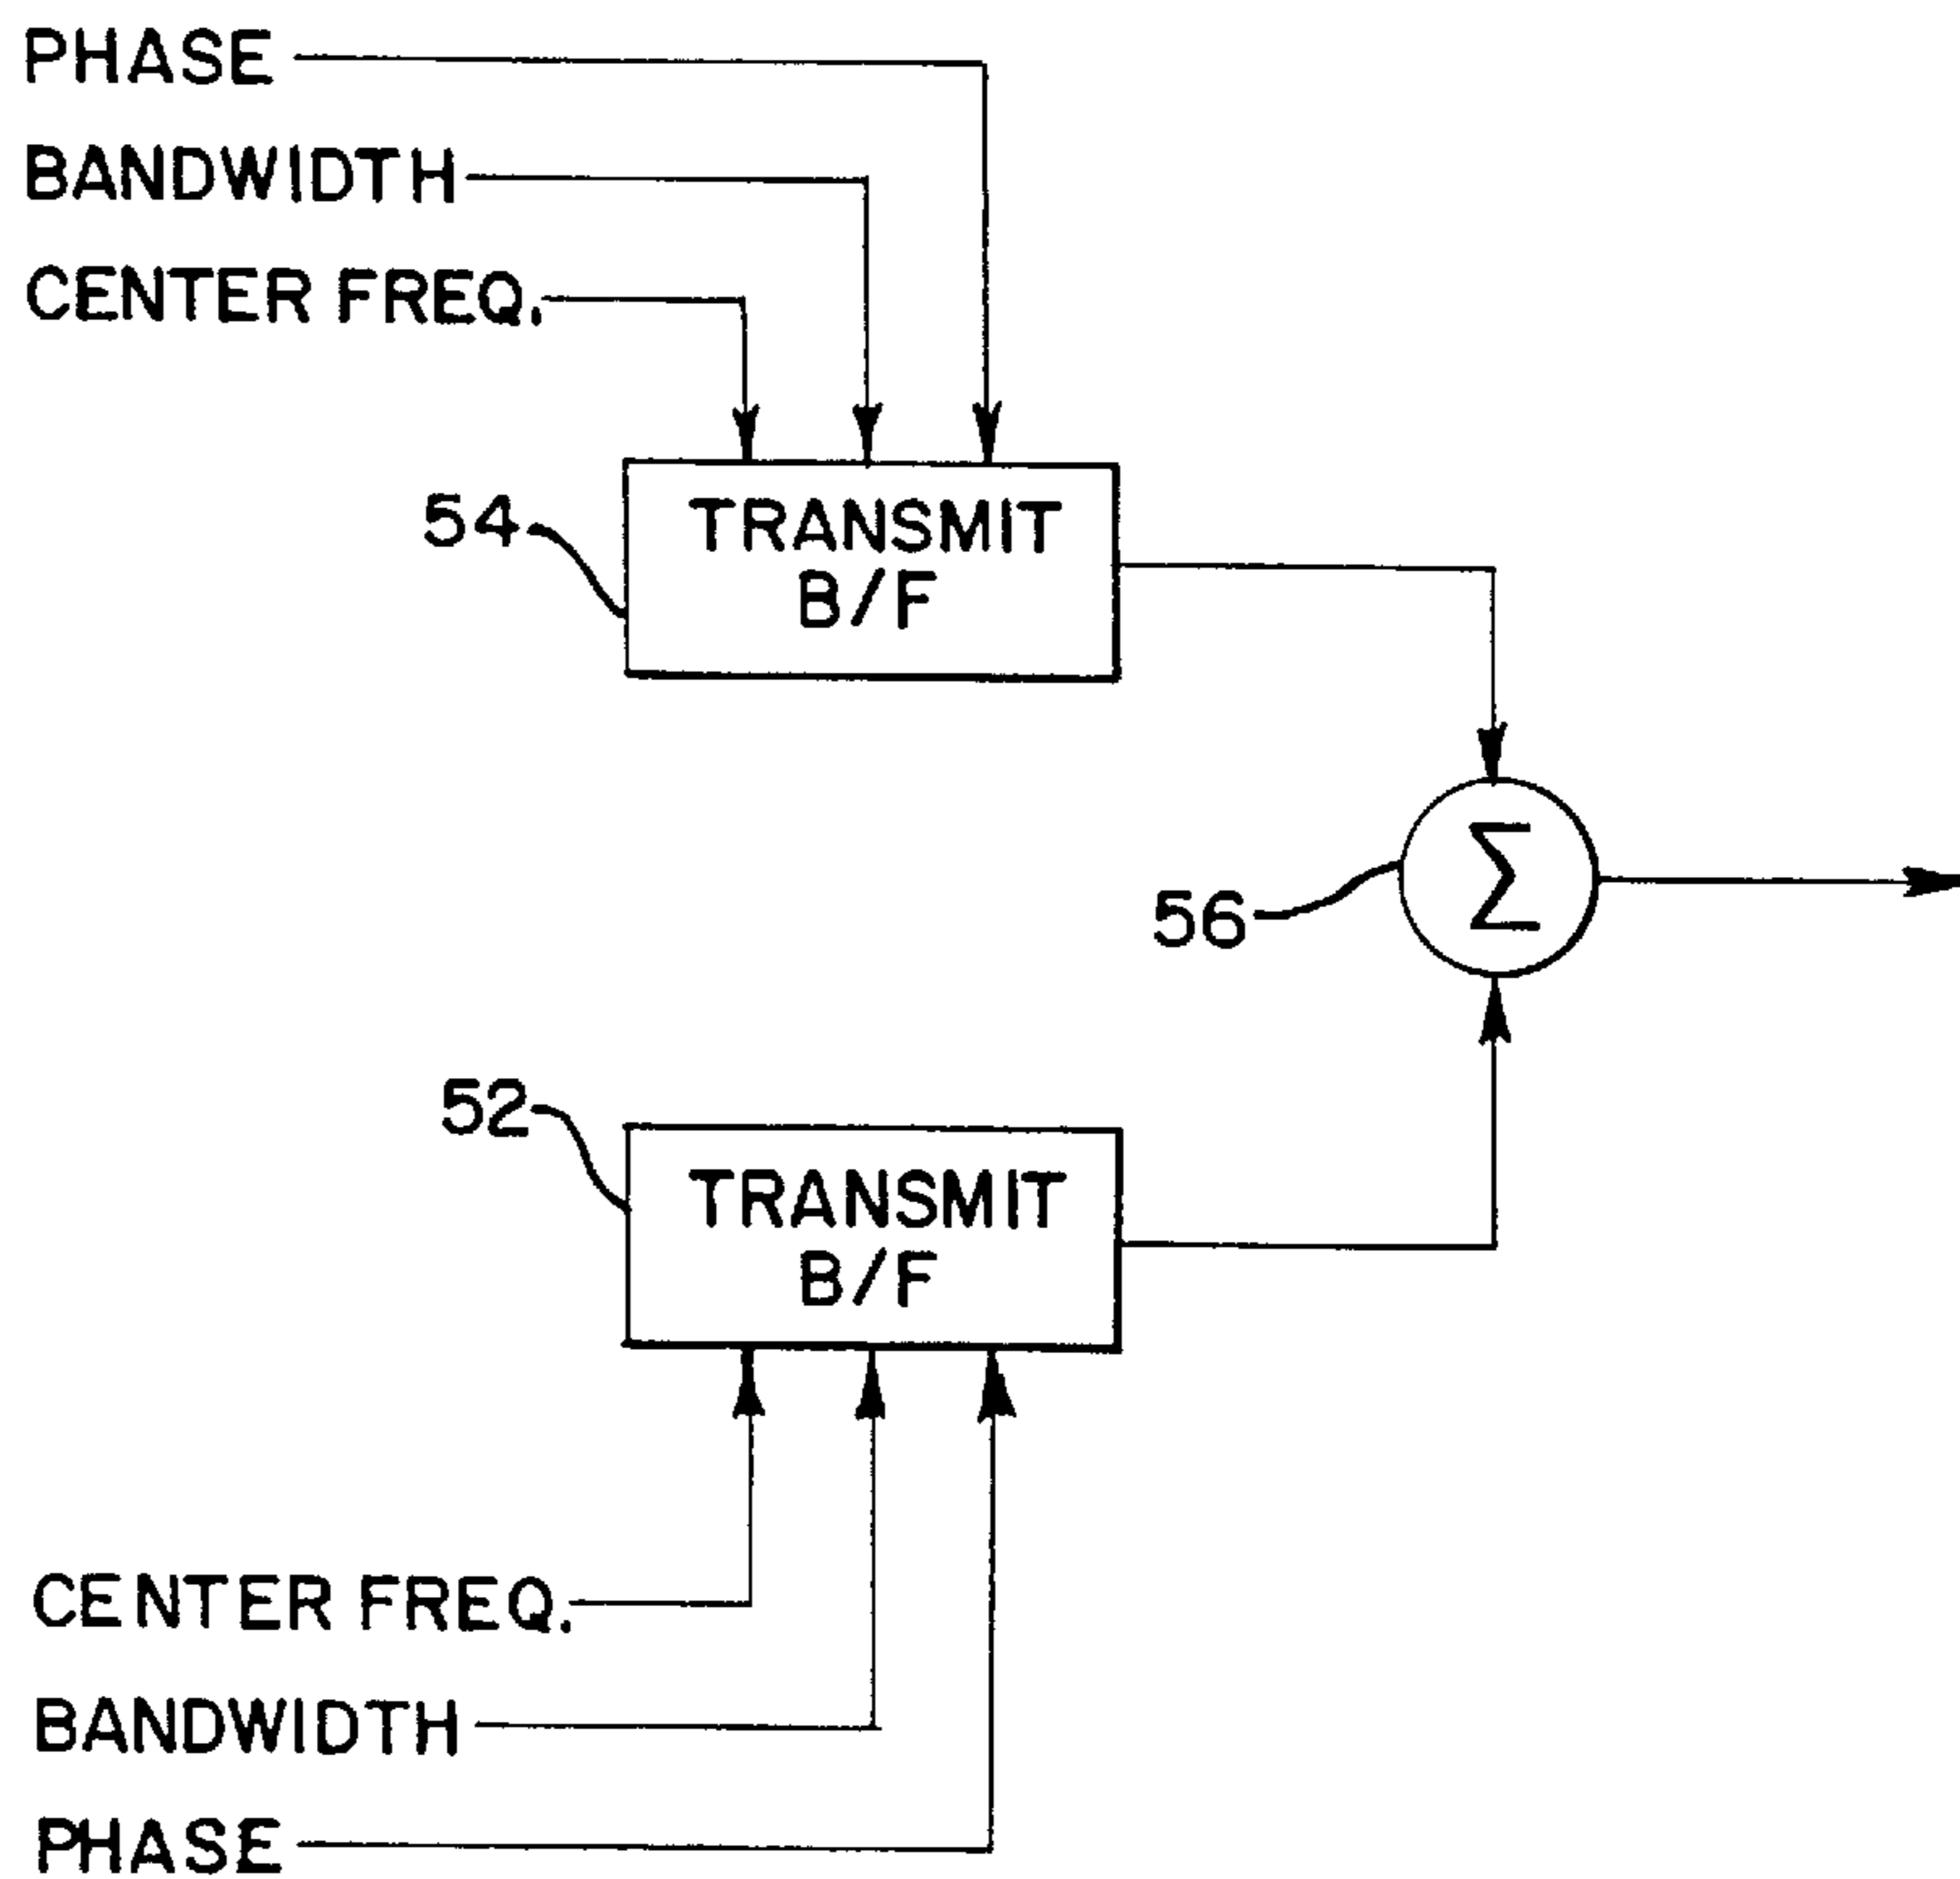 PHASE
BANDWIDTH
CENTER FREQ.
54
TRANSMIT
B/F
Σ
56
52
TRANSMIT
B/F
CENTER FREQ.
BANDWIDTH
PHASE